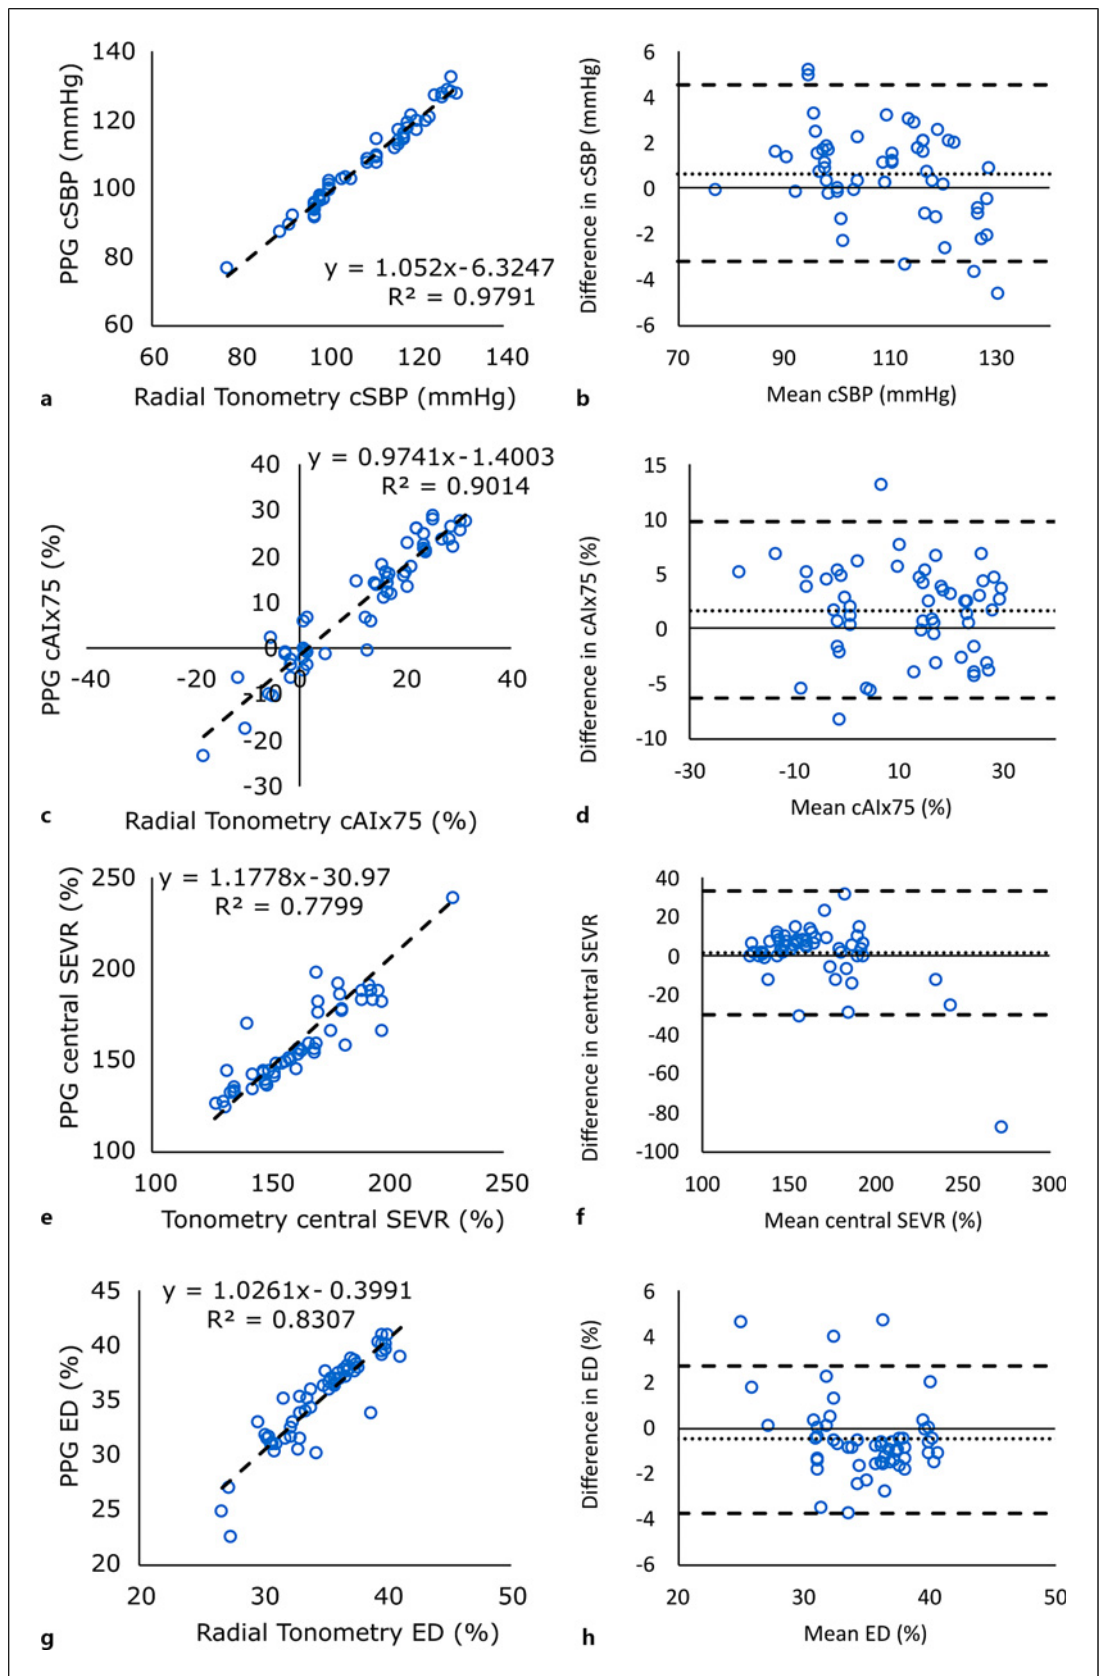 140
120
100
80
60
PPG cSBP (mmHg)
y = 1.052x-6.3247
R² = 0.9791
60 80 100 120 140
a Radial Tonometry cSBP (mmHg)
6
4
2
0
-2
-4
-6
Difference in cSBP (mmHg)
70 90 110 130
b Mean cSBP (mmHg)
y = 0.9741x-1.4003
R² = 0.9014
40
30
20
10
0
-10
-20
-30
PPG cAIx75 (%)
-40 -20 0 20 40
c Radial Tonometry cAIx75 (%)
15
10
5
0
-5
-10
Difference in cAIx75 (%)
-30 -10 10 30
d Mean cAIx75 (%)
250
200
150
100
PPG central SEVR (%)
y = 1.1778x-30.97
R² = 0.7799
100 150 200 250
e Tonometry central SEVR (%)
40
20
0
-20
-40
-60
-80
-100
Difference in central SEVR
100 150 200 250 300
f Mean central SEVR (%)
45
40
35
30
25
20
PPG ED (%)
y = 1.0261x-0.3991
R² = 0.8307
20 30 40 50
g Radial Tonometry ED (%)
6
4
2
0
-2
-4
-6
Difference in ED (%)
20 30 40 50
h Mean ED (%)